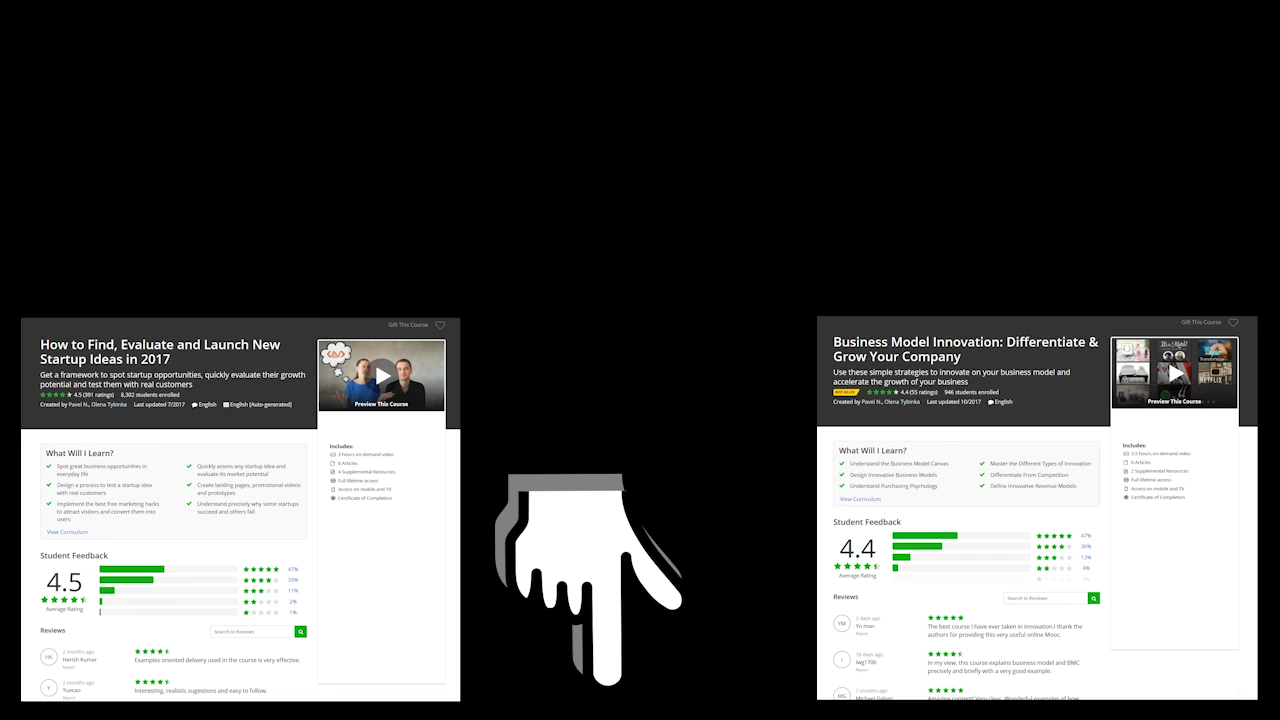 Gift This Course
How to Find, Evaluate and Launch New
Startup Ideas in 2017
Get a framework to spot startup opportunities, quickly evaluate their growth
potential and test them with real customers
4.5 (391 ratings) 8,302 students enrolled
Created by Pavel N., Olena Tybinka Last updated 7/2017 English English [Auto-generated]
Preview This Course
What Will I Learn?
Spot great business opportunities in
everyday life
Design a process to test a startup idea
with real customers
Implement the best free marketing hacks
to attract visitors and convert them into
users
Quickly assess any startup idea and
evaluate its market potential
Create landing pages, promotional videos
and prototypes
Understand precisely why some startups
succeed and others fail
View Curriculum
Includes:
3 hours on-demand video
8 Articles
4 Supplemental Resources
Full lifetime access
Access on mobile and TV
Certificate of Completion
Student Feedback
4.5
Average Rating
47%
39%
11%
2%
1%
Reviews
Search in Reviews
HK
2 months ago
Harish Kumar
Report
Examples oriented delivery used in the course is very effective.
Y
2 months ago
Yuecao
Report
Interesting, realistic sugestions and easy to follow.
Gift This Course
Business Model Innovation: Differentiate &
Grow Your Company
Use these simple strategies to innovate on your business model and
accelerate the growth of your business
BEST SELLER 4.4 (55 ratings) 946 students enrolled
Created by Pavel N., Olena Tybinka Last updated 10/2017 English
NETFLIX
Preview This Course
What Will I Learn?
Understand the Business Model Canvas
Design Innovative Business Models
Understand Purchasing Psychology
Master the Different Types of Innovation
Differentiate From Competition
Define Innovative Revenue Models
View Curriculum
Includes:
3.5 hours on-demand video
6 Articles
2 Supplemental Resources
Full lifetime access
Access on mobile and TV
Certificate of Completion
Student Feedback
4.4
Average Rating
47%
36%
13%
4%
Reviews
Search in Reviews
YM
2 days ago
Yo man
Report
The best course I have ever taken in Innovation.I thank the
authors for providing this very useful online Mooc.
I
18 days ago
iwg1706
Report
In my view, this course explains business model and BMC
precisely and briefly with a very good example.
MG
2 months ago